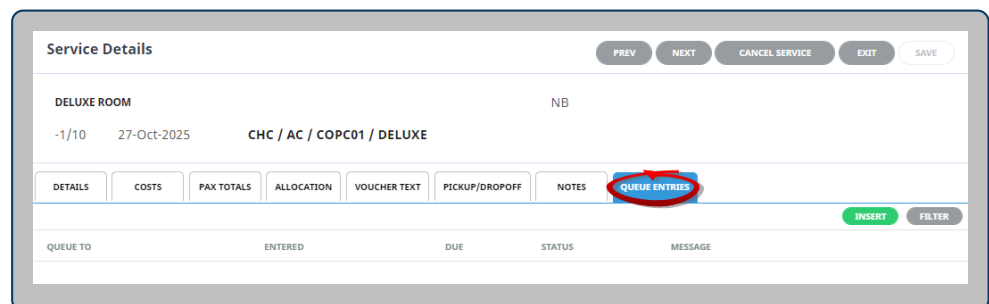 Service Details PREV NEXT CANCEL SERVICE EXIT SAVE
DELUXE ROOM NB
-1/10 27-Oct-2025 CHC / AC / COPC01 / DELUXE
DETAILS COSTS PAX TOTALS ALLOCATION VOUCHER TEXT PICKUP/DROPOFF NOTES QUEUE ENTRIES
INSERT FILTER
QUEUE TO ENTERED DUE STATUS MESSAGE